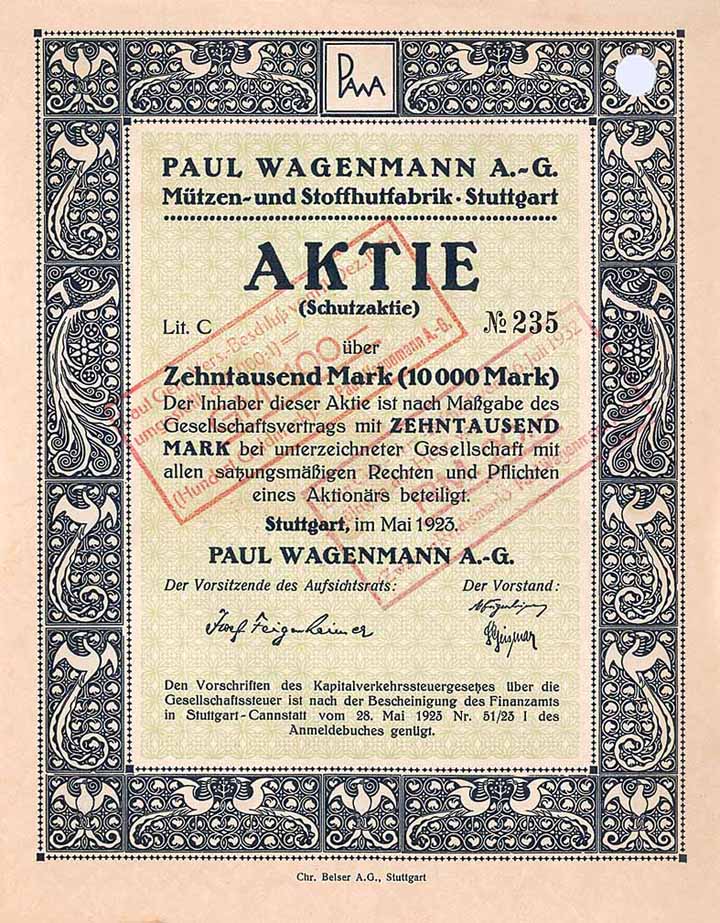 PAWA
PAUL WAGENMANN A.-G.
Mützen- und Stoffhutfabrik · Stuttgart
AKTIE
(Schutzaktie)
Lit. C № 235
über
Zehntausend Mark (10 000 Mark)
Der Inhaber dieser Aktie ist nach Maßgabe des
Gesellschaftsvertrags mit ZEHNTAUSEND
MARK bei unterzeichneter Gesellschaft mit
allen satzungsmäßigen Rechten und Pflichten
eines Aktionärs beteiligt.
Stuttgart, im Mai 1923.
PAUL WAGENMANN A.-G.
Der Vorsitzende des Aufsichtsrats: Der Vorstand:
Josef Feigenheimer
Den Vorschriften des Kapitalverkehrssteuergesetzes über die
Gesellschaftssteuer ist nach der Bescheinigung des Finanzamts
in Stuttgart-Cannstatt vom 28. Mai 1923 Nr. 51/23 I des
Anmeldebuches genügt.
Chr. Belser A.G., Stuttgart